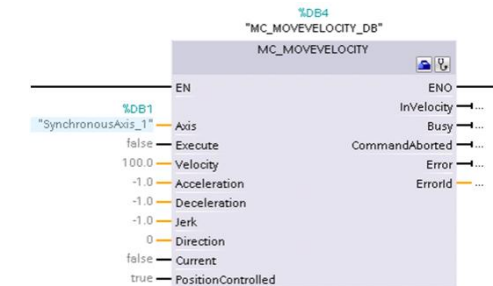 %DB4
"MC_MOVEVELOCITY_DB"
MC_MOVEVELOCITY
EN ENO
InVelocity ...
%DB1
"SynchronousAxis_1" Axis Busy ...
false Execute CommandAborted ...
100.0 Velocity Error ...
-1.0 Acceleration ErrorId ...
-1.0 Deceleration
-1.0 Jerk
0 Direction
false Current
true PositionControlled